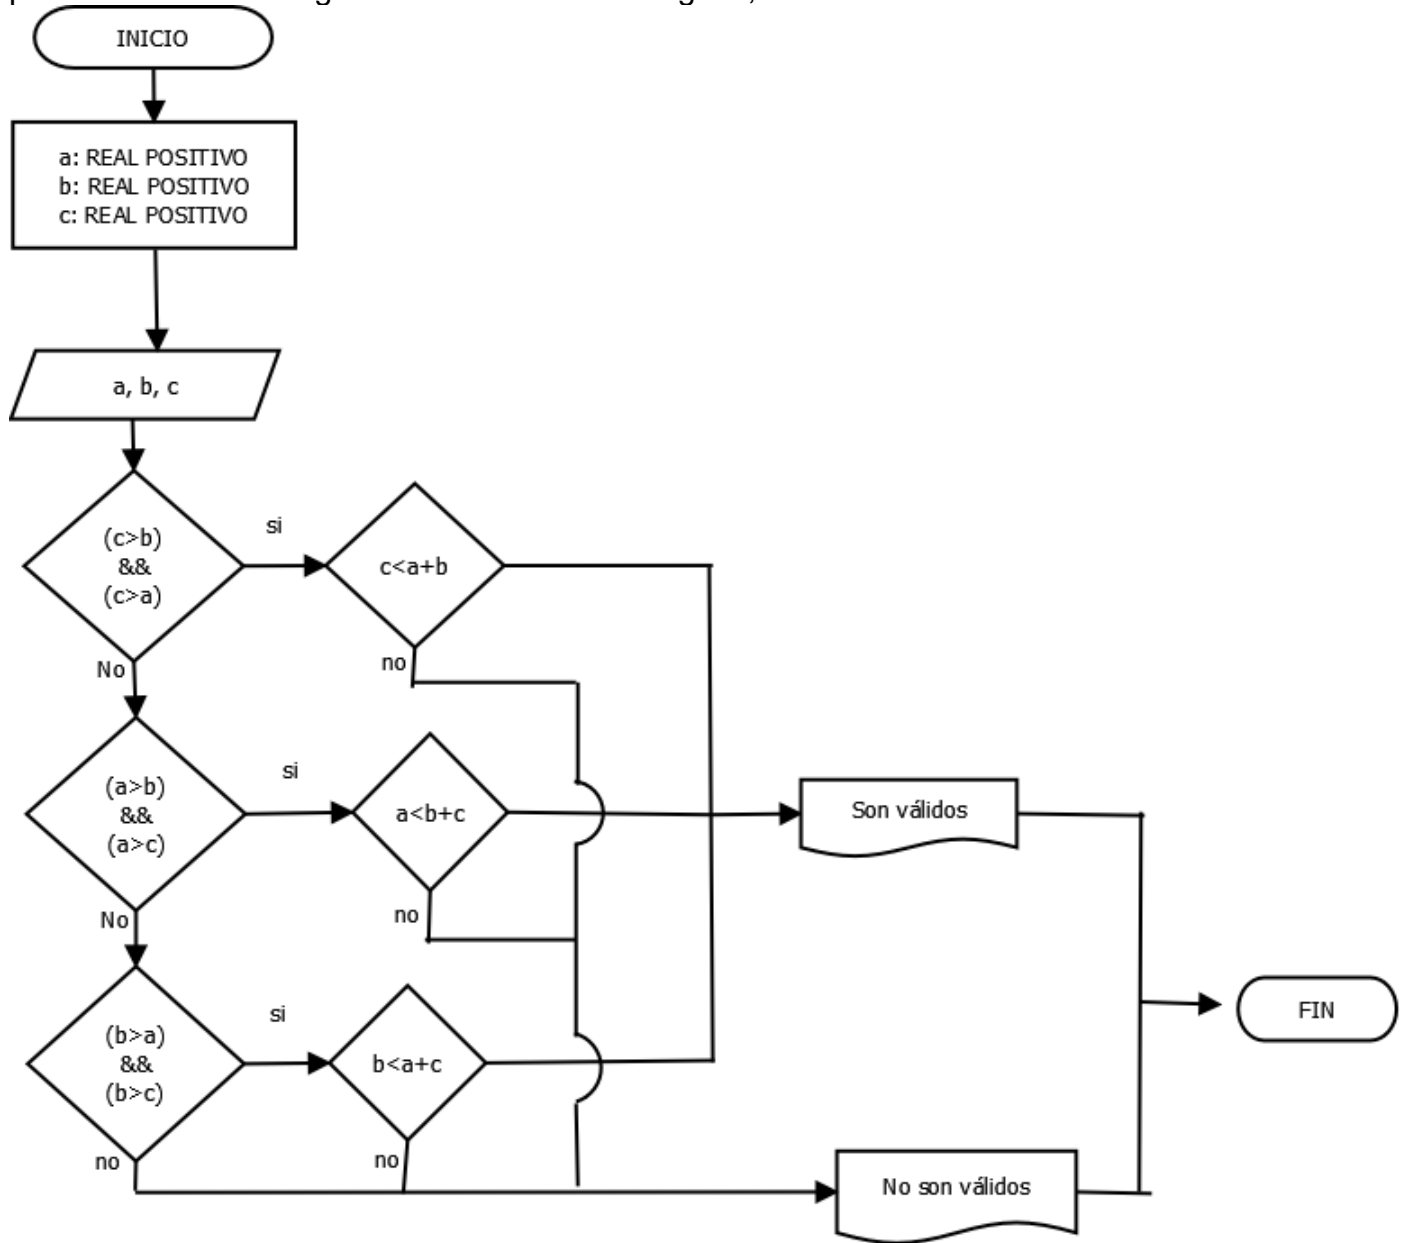 INICIO
a: REAL POSITIVO
b: REAL POSITIVO
c: REAL POSITIVO
a, b, c
(c>b)
&&
(c>a)
si
c<a+b
No
no
(a>b)
&&
(a>c)
si
a<b+c
Son válidos
No
no
(b>a)
&&
(b>c)
si
b<a+c
FIN
no
no
No son válidos